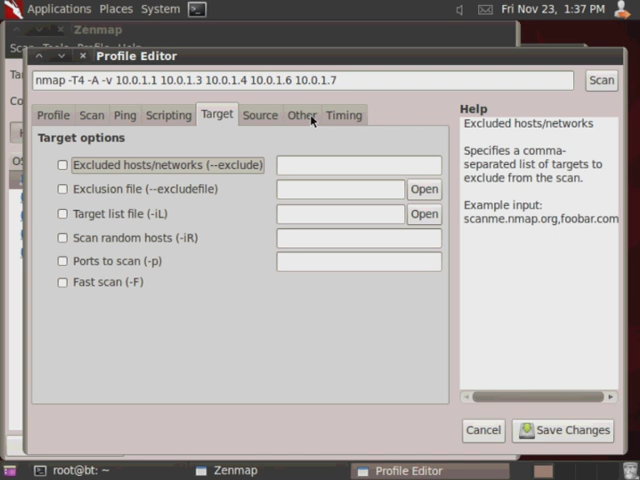 Applications Places System
Fri Nov 23, 1:37 PM
Zenmap
Profile Editor
nmap -T4 -A -v 10.0.1.1 10.0.1.3 10.0.1.4 10.0.1.6 10.0.1.7
Scan
Profile Scan Ping Scripting Target Source Other Timing
Target options
Excluded hosts/networks (--exclude)
Exclusion file (--excludefile)
Open
Target list file (-iL)
Open
Scan random hosts (-iR)
Ports to scan (-p)
Fast scan (-F)
Help
Excluded hosts/networks
Specifies a comma-
separated list of targets to
exclude from the scan.
Example input:
scanme.nmap.org,foobar.com
Cancel
Save Changes
root@bt: ~
Zenmap
Profile Editor